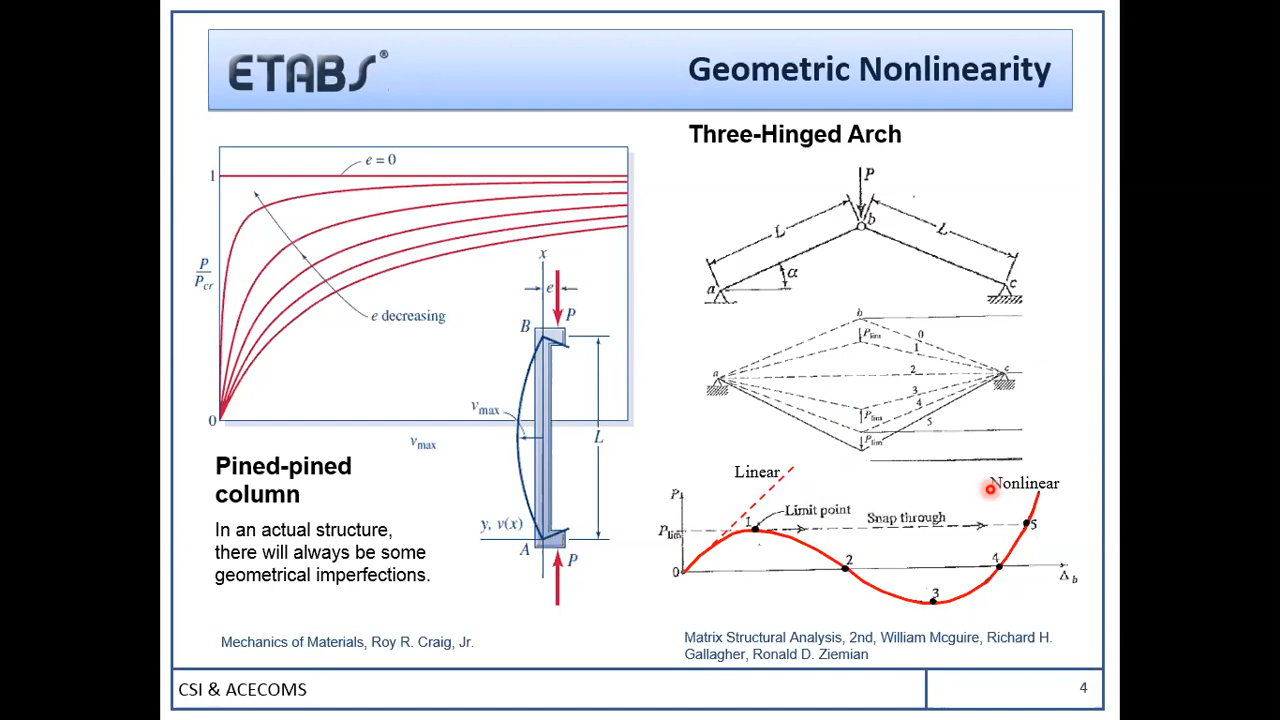 ETABS®
Geometric Nonlinearity
Three-Hinged Arch
1
e = 0
P
Pcr
e decreasing
0
vmax
x
e
P
B
vmax
L
y, v(x)
A
P
Pined-pined
column
In an actual structure,
there will always be some
geometrical imperfections.
Mechanics of Materials, Roy R. Craig, Jr.
P
b
L
L
α
a
c
b
0
Plim
1
a
2
c
3
4
Plim
5
Linear
Nonlinear
P
1
Limit point
Snap through
5
Plim
2
4
0
Δb
3
Matrix Structural Analysis, 2nd, William Mcguire, Richard H.
Gallagher, Ronald D. Ziemian
CSI & ACECOMS
4